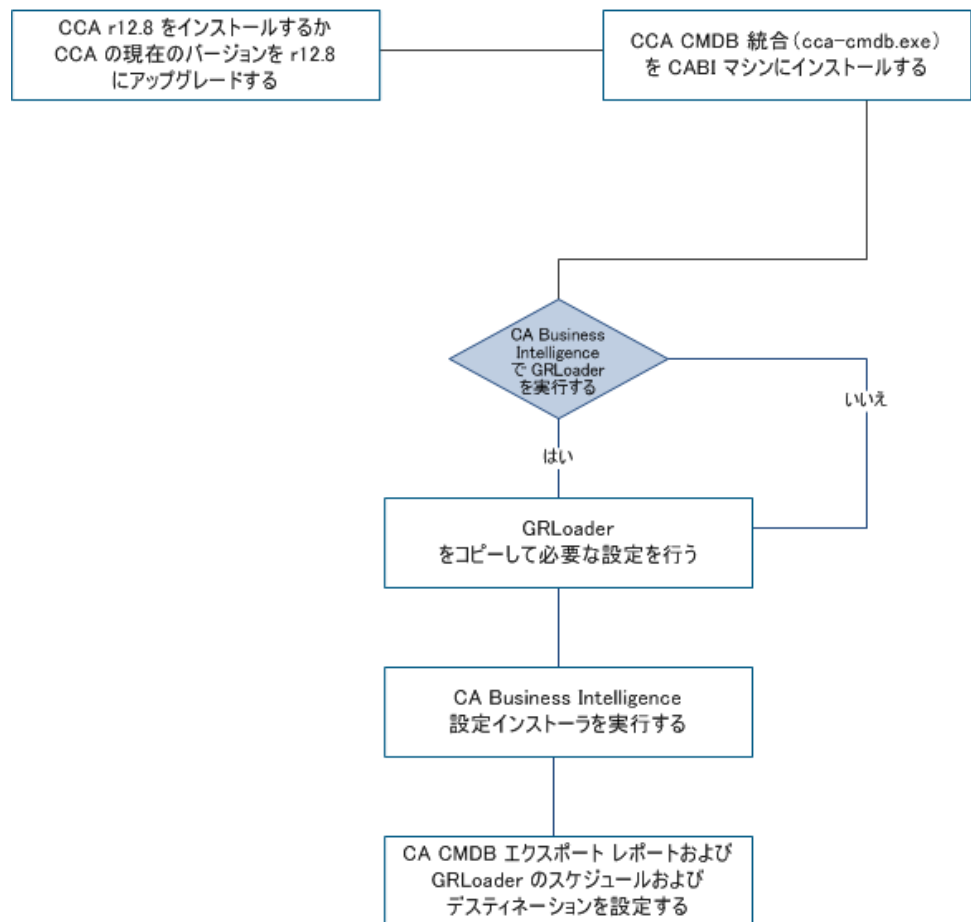 CCA r12.8 をインストールするか
CCA の現在のバージョンを r12.8
にアップグレードする
CCA CMDB 統合（cca-cmdb.exe）
を CABI マシンにインストールする
CA Business
Intelligence
で GRLoader
を実行する
いいえ
はい
GRLoader
をコピーして必要な設定を行う
CA Business Intelligence
設定インストーラを実行する
CA CMDB エクスポート レポートおよび
GRLoader のスケジュールおよび
デスティネーションを設定する